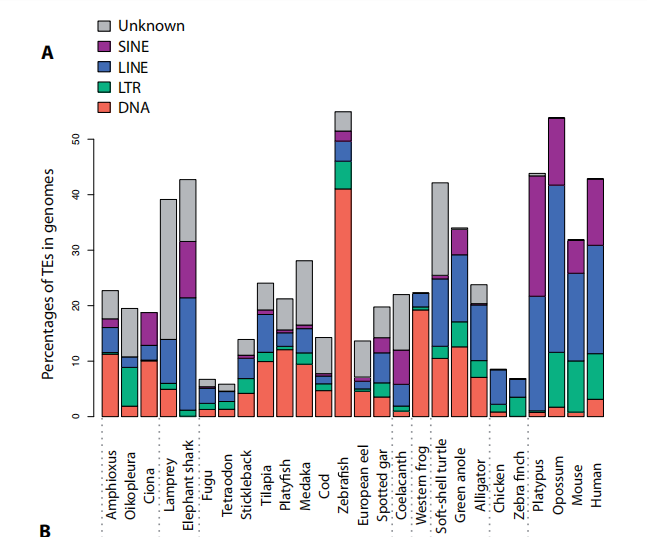 A
Unknown
SINE
LINE
LTR
DNA
Percentages of TEs in genomes
50
40
30
20
10
0
Amphioxus
Oikopleura
Ciona
Lamprey
Elephant shark
Fugu
Tetraodon
Stickleback
Tilapia
Platyfish
Medaka
Cod
Zebrafish
European eel
Spotted gar
Coelacanth
Western frog
Soft-shell turtle
Green anole
Alligator
Chicken
Zebra finch
Platypus
Opossum
Mouse
Human
B